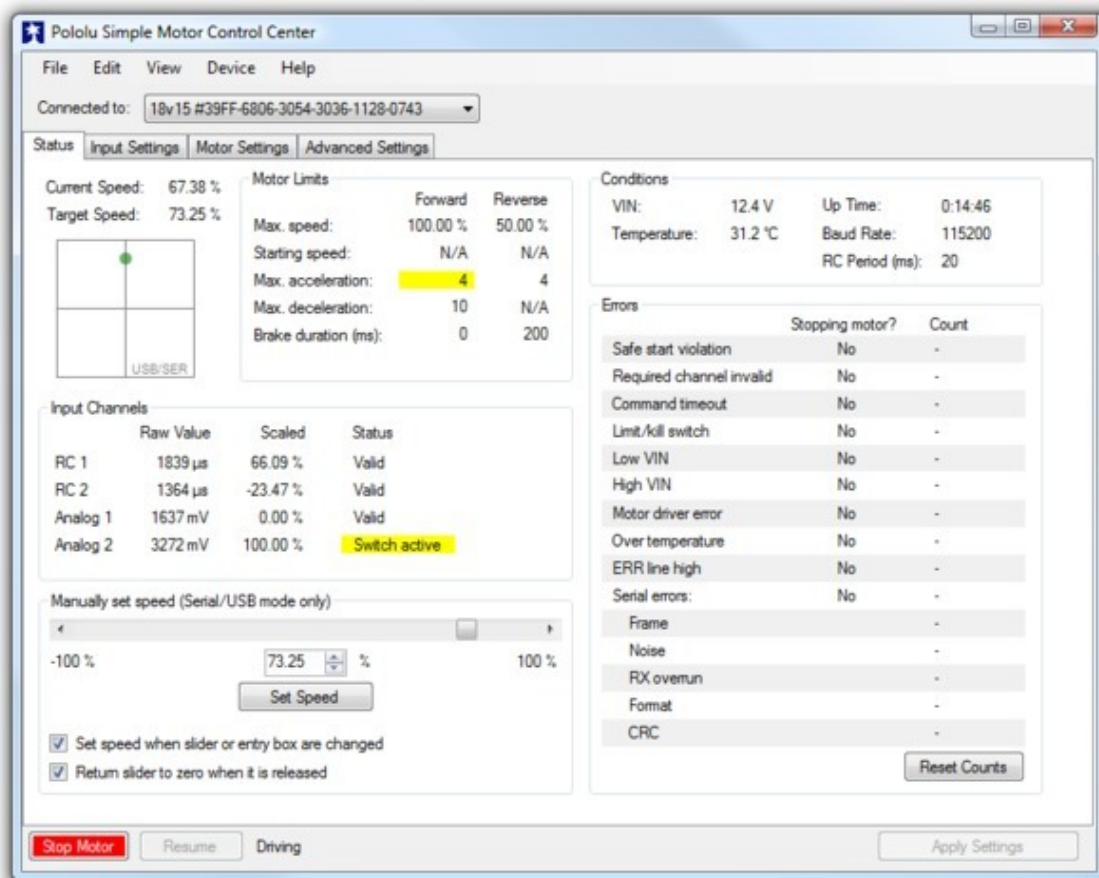 Pololu Simple Motor Control Center
File Edit View Device Help
Connected to: 18v15 #39FF-6806-3054-3036-1128-0743
Status Input Settings Motor Settings Advanced Settings
Current Speed: 67.38 %
Target Speed: 73.25 %
USB/SER
Motor Limits
Forward Reverse
Max. speed: 100.00 % 50.00 %
Starting speed: N/A N/A
Max. acceleration: 4 4
Max. deceleration: 10 N/A
Brake duration (ms): 0 200
Input Channels
Raw Value Scaled Status
RC 1 1839 µs 66.09 % Valid
RC 2 1364 µs -23.47 % Valid
Analog 1 1637 mV 0.00 % Valid
Analog 2 3272 mV 100.00 % Switch active
Manually set speed (Serial/USB mode only)
-100 % 73.25 % 100 %
Set Speed
Set speed when slider or entry box are changed
Return slider to zero when it is released
Conditions
VIN: 12.4 V Up Time: 0:14:46
Temperature: 31.2 °C Baud Rate: 115200
RC Period (ms): 20
Errors
Stopping motor? Count
Safe start violation No -
Required channel invalid No -
Command timeout No -
Limit/kill switch No -
Low VIN No -
High VIN No -
Motor driver error No -
Over temperature No -
ERR line high No -
Serial errors: No -
Frame -
Noise -
RX overrun -
Format -
CRC -
Reset Counts
Stop Motor Resume Driving Apply Settings